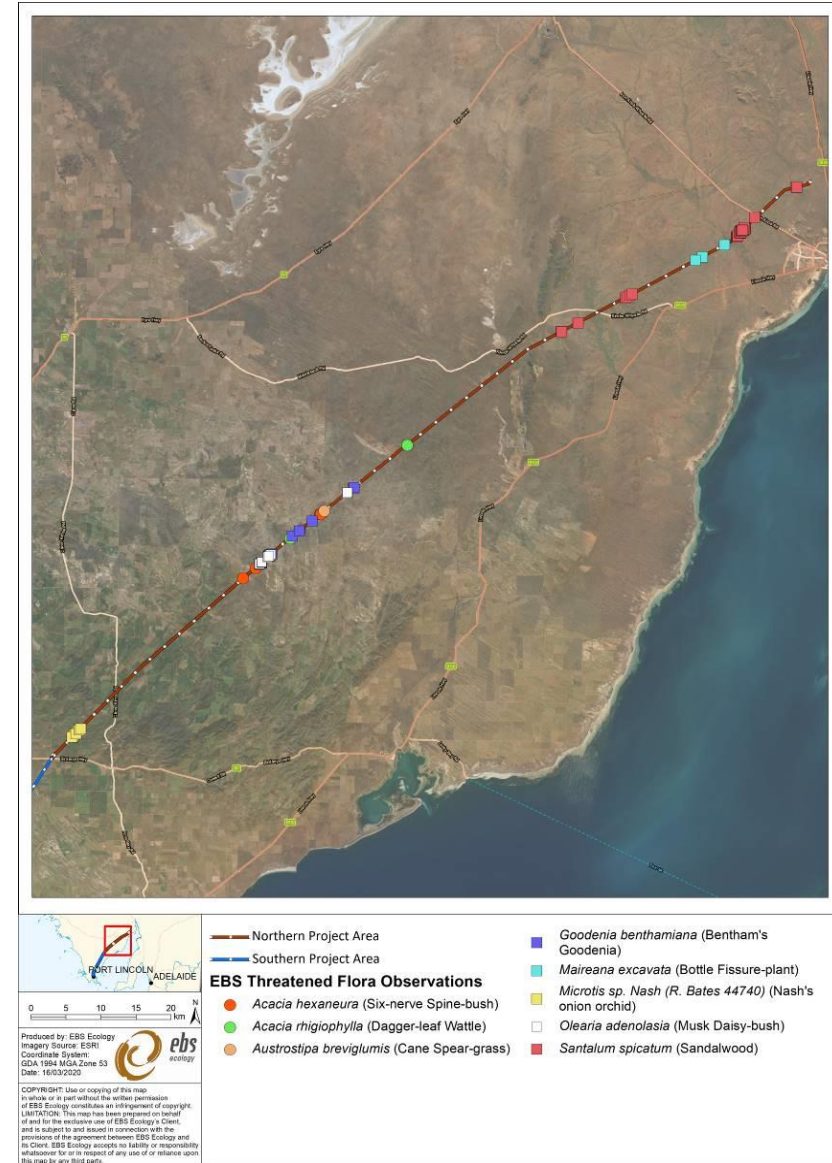 PORT LINCOLN
ADELAIDE
0 5 10 15 20
km
N
Produced by: EBS Ecology
Imagery Source: ESRI
Coordinate System:
GDA 1994 MGA Zone 53
Date: 16/03/2020
ebs
ecology
COPYRIGHT: Use or copying of this map
in whole or in part without the written permission
of EBS Ecology constitutes an infringement of copyright.
LIMITATION: This map has been prepared on behalf
of and for the exclusive use of EBS Ecology's Client,
and is subject to and issued in connection with the
provisions of the agreement between EBS Ecology and
its Client. EBS Ecology accepts no liability or responsibility
whatsoever for or in respect of any use of or reliance upon
this map by any third party.
Northern Project Area
Southern Project Area
EBS Threatened Flora Observations
Acacia hexaneura (Six-nerve Spine-bush)
Acacia rhigiophylla (Dagger-leaf Wattle)
Austrostipa breviglumis (Cane Spear-grass)
Goodenia benthamiana (Bentham's
Goodenia)
Maireana excavata (Bottle Fissure-plant)
Microtis sp. Nash (R. Bates 44740) (Nash's
onion orchid)
Olearia adenolasia (Musk Daisy-bush)
Santalum spicatum (Sandalwood)